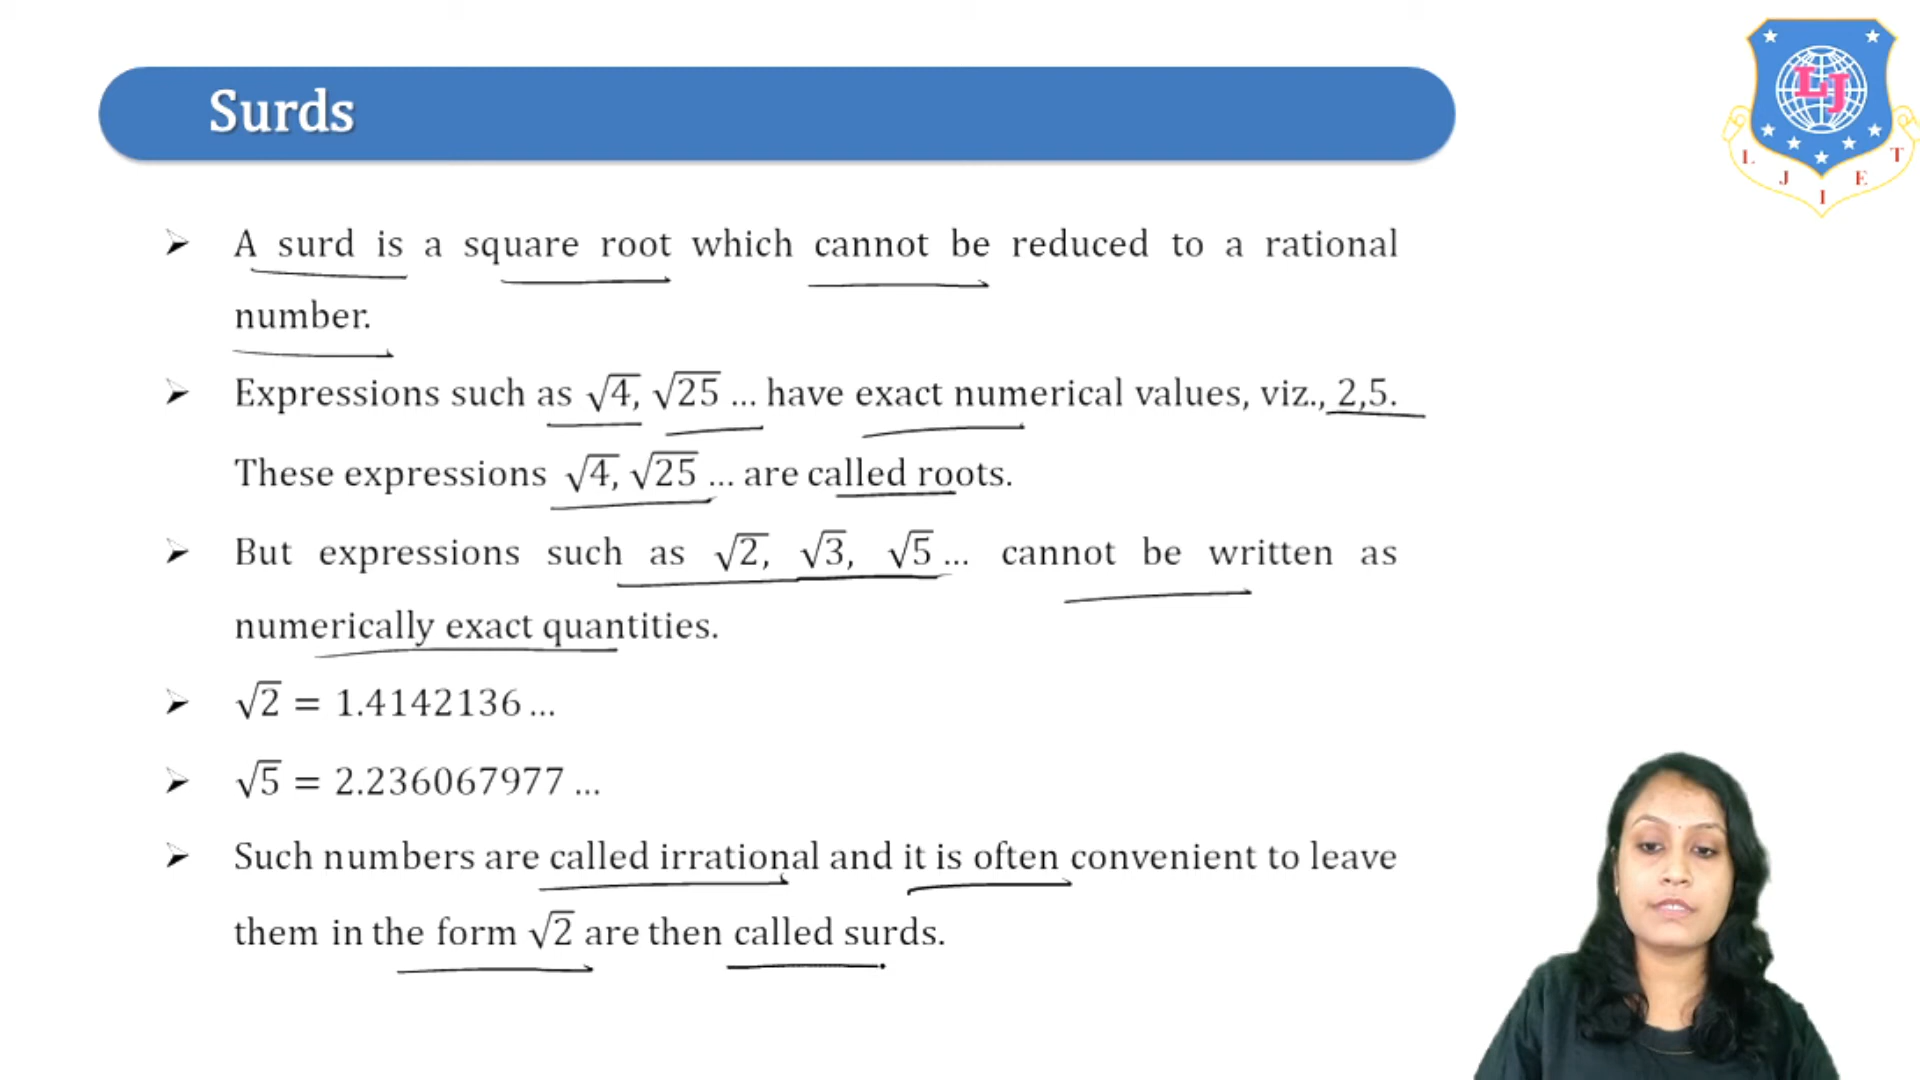 Surds
➢ A surd is a square root which cannot be reduced to a rational
number.
➢ Expressions such as √4, √25 ... have exact numerical values, viz., 2,5.
These expressions √4, √25 ... are called roots.
➢ But expressions such as √2, √3, √5 ... cannot be written as
numerically exact quantities.
➢ √2 = 1.4142136 ...
➢ √5 = 2.236067977 ...
➢ Such numbers are called irrational and it is often convenient to leave
them in the form √2 are then called surds.
LJ
L J I E T